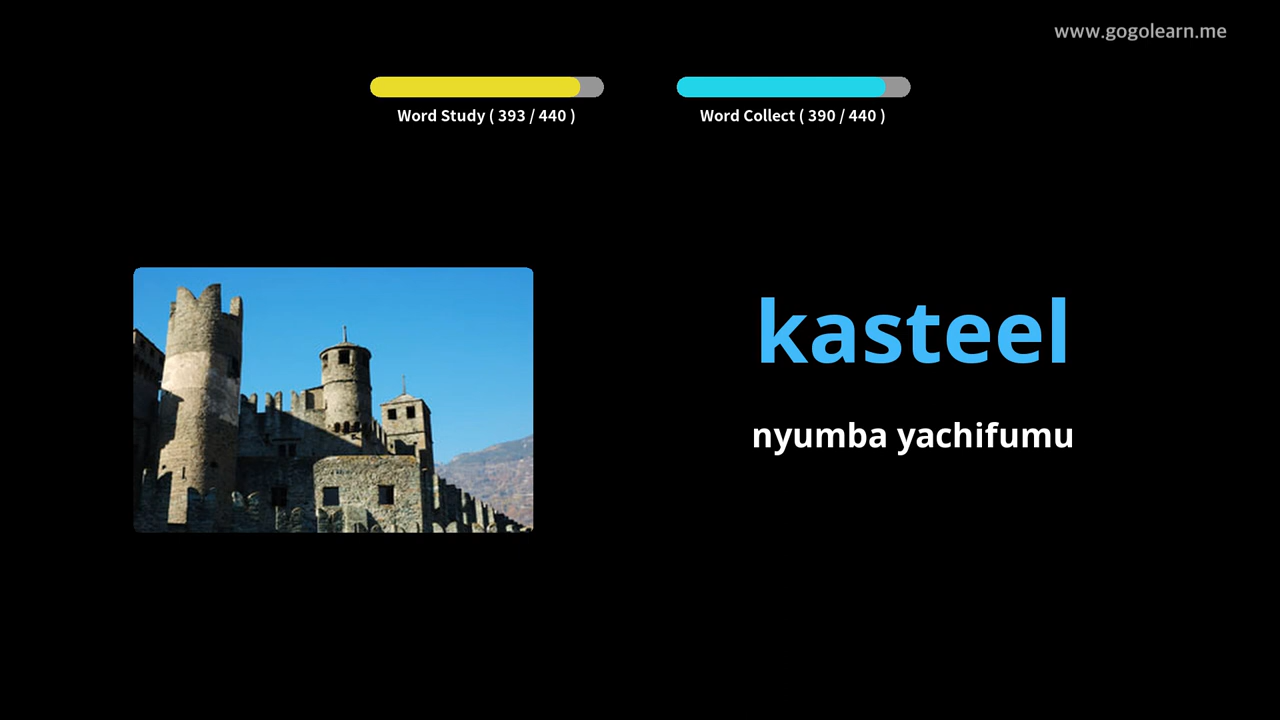 www.gogolearn.me
Word Study ( 393 / 440 )
Word Collect ( 390 / 440 )
kasteel
nyumba yachifumu